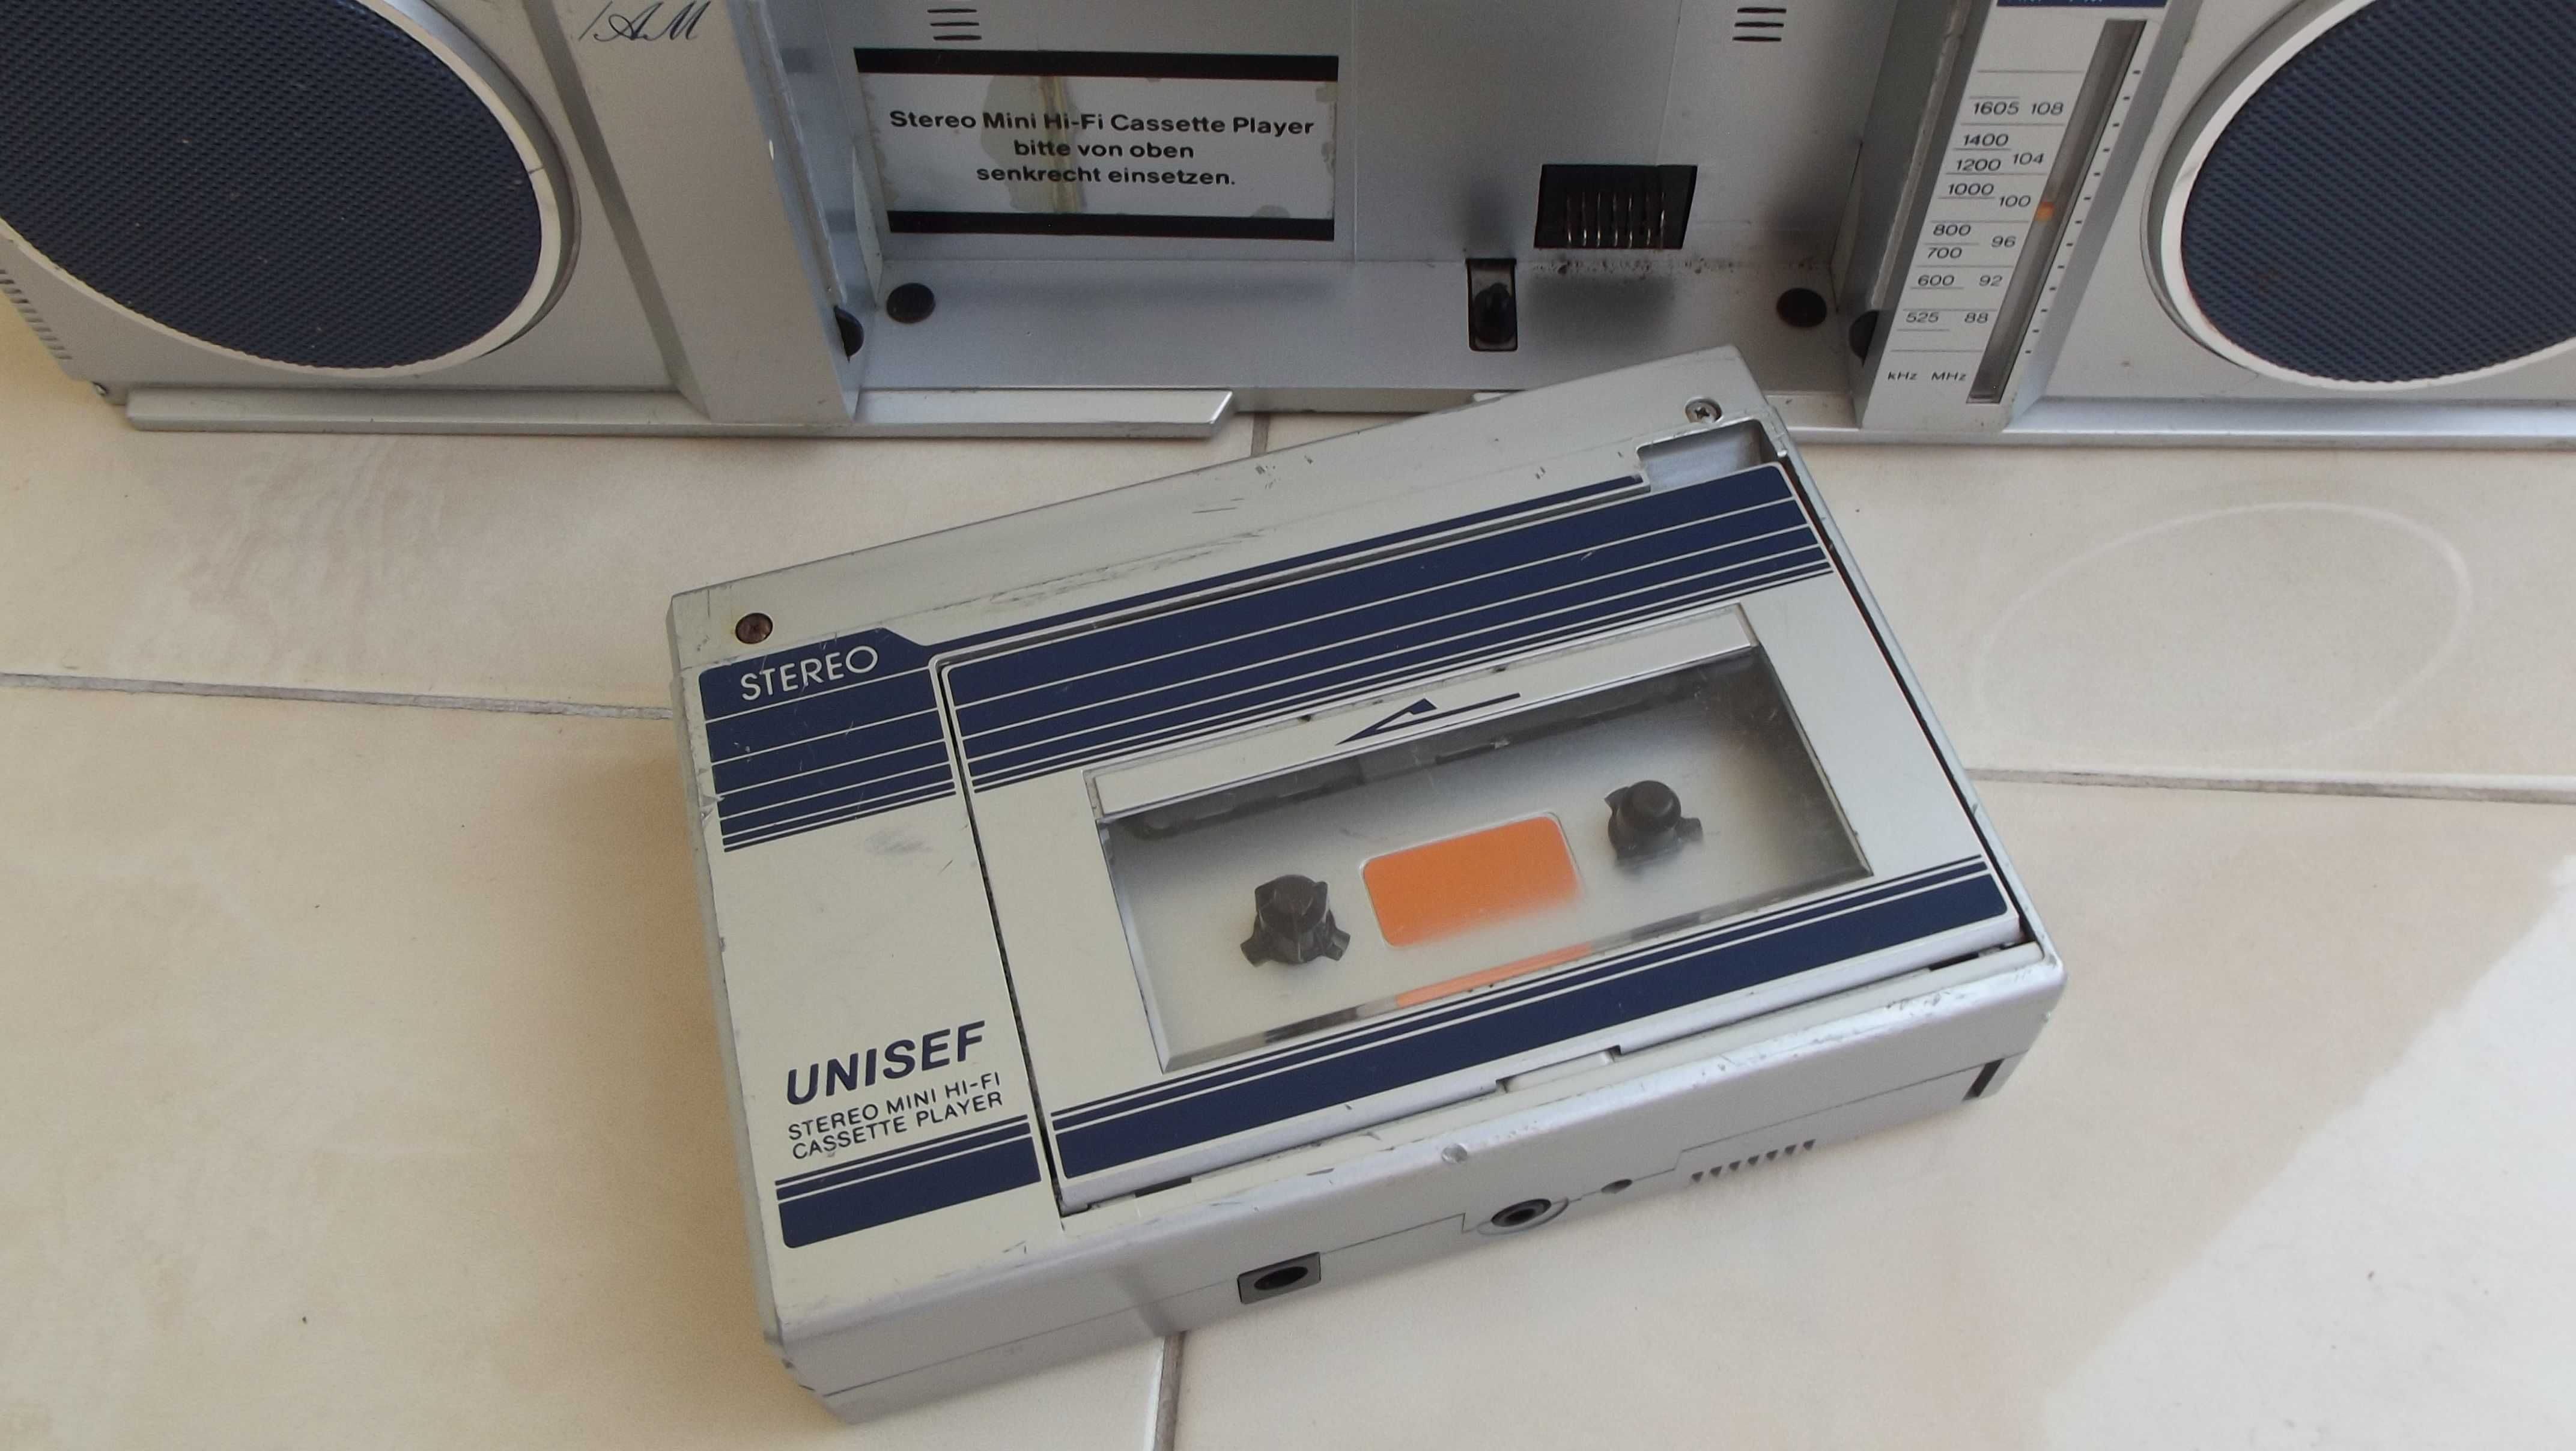 1AM
Stereo Mini Hi-Fi Cassette Player
bitte von oben
senkrecht einsetzen.
1605 108
1400
104
1200
1000
100
800
96
700
600 92
525 88
kHz MHz
STEREO
UNISEF
STEREO MINI HI-FI
CASSETTE PLAYER